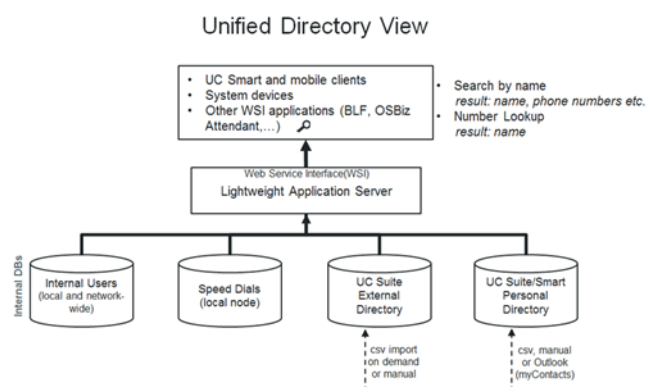 Unified Directory View
• UC Smart and mobile clients
• System devices
• Other WSI applications (BLF, OSBiz
Attendant,...)
• Search by name
result: name, phone numbers etc.
• Number Lookup
result: name
Web Service Interface(WSI)
Lightweight Application Server
Internal DBs
Internal Users
(local and network-
wide)
Speed Dials
(local node)
UC Suite
External
Directory
UC Suite/Smart
Personal
Directory
csv import
on demand
or manual
csv, manual
or Outlook
(myContacts)